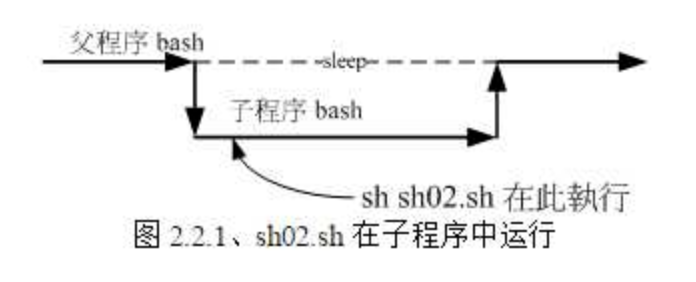 父程序 bash
sleep
子程序 bash
sh sh02.sh 在此執行
图 2.2.1、sh02.sh 在子程序中运行